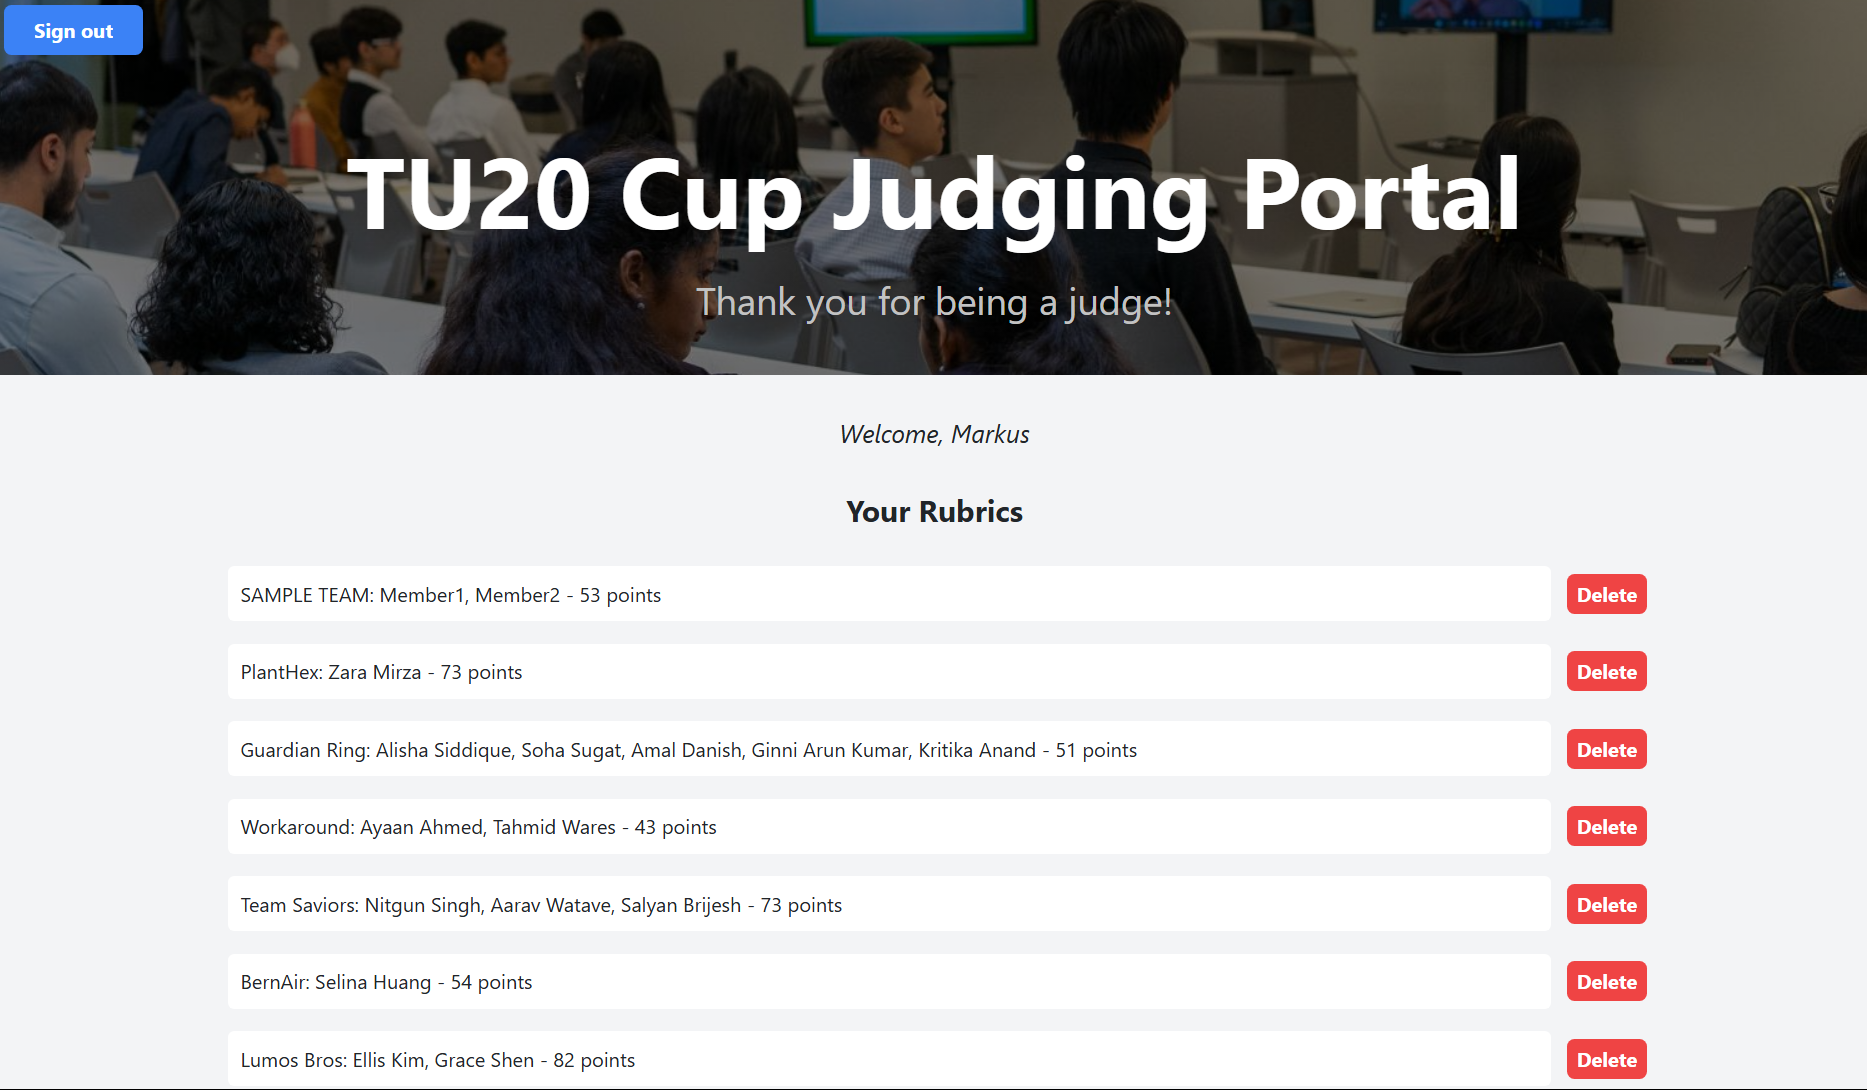 Sign out
TU20 Cup Judging Portal
Thank you for being a judge!
Welcome, Markus
Your Rubrics
SAMPLE TEAM: Member1, Member2 - 53 points
Delete
PlantHex: Zara Mirza - 73 points
Delete
Guardian Ring: Alisha Siddique, Soha Sugat, Amal Danish, Ginni Arun Kumar, Kritika Anand - 51 points
Delete
Workaround: Ayaan Ahmed, Tahmid Wares - 43 points
Delete
Team Saviors: Nitgun Singh, Aarav Watave, Salyan Brijesh - 73 points
Delete
BernAir: Selina Huang - 54 points
Delete
Lumos Bros: Ellis Kim, Grace Shen - 82 points
Delete